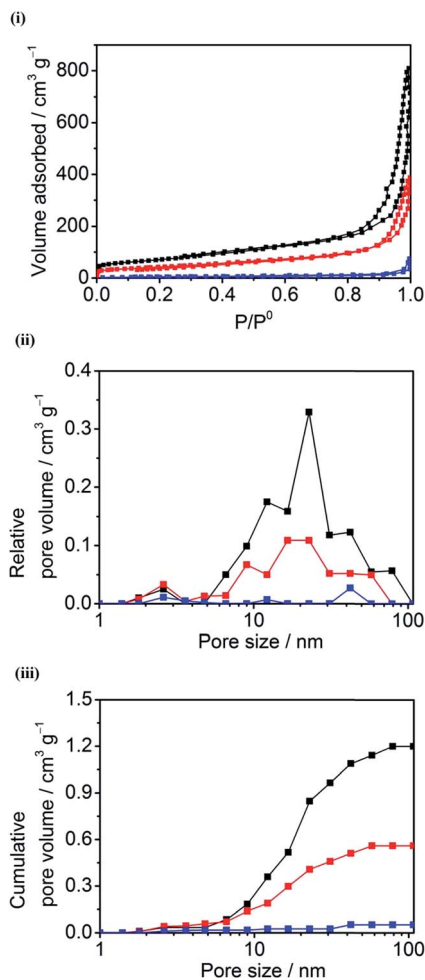 (i)
800
600
400
200
0
0.0 0.2 0.4 0.6 0.8 1.0
Volume adsorbed / cm³ g⁻¹
P/P⁰
(ii)
0.4
0.3
0.2
0.1
0.0
1 10 100
Relative
pore volume / cm³ g⁻¹
Pore size / nm
(iii)
1.5
1.2
0.9
0.6
0.3
0.0
1 10 100
Cumulative
pore volume / cm³ g⁻¹
Pore size / nm